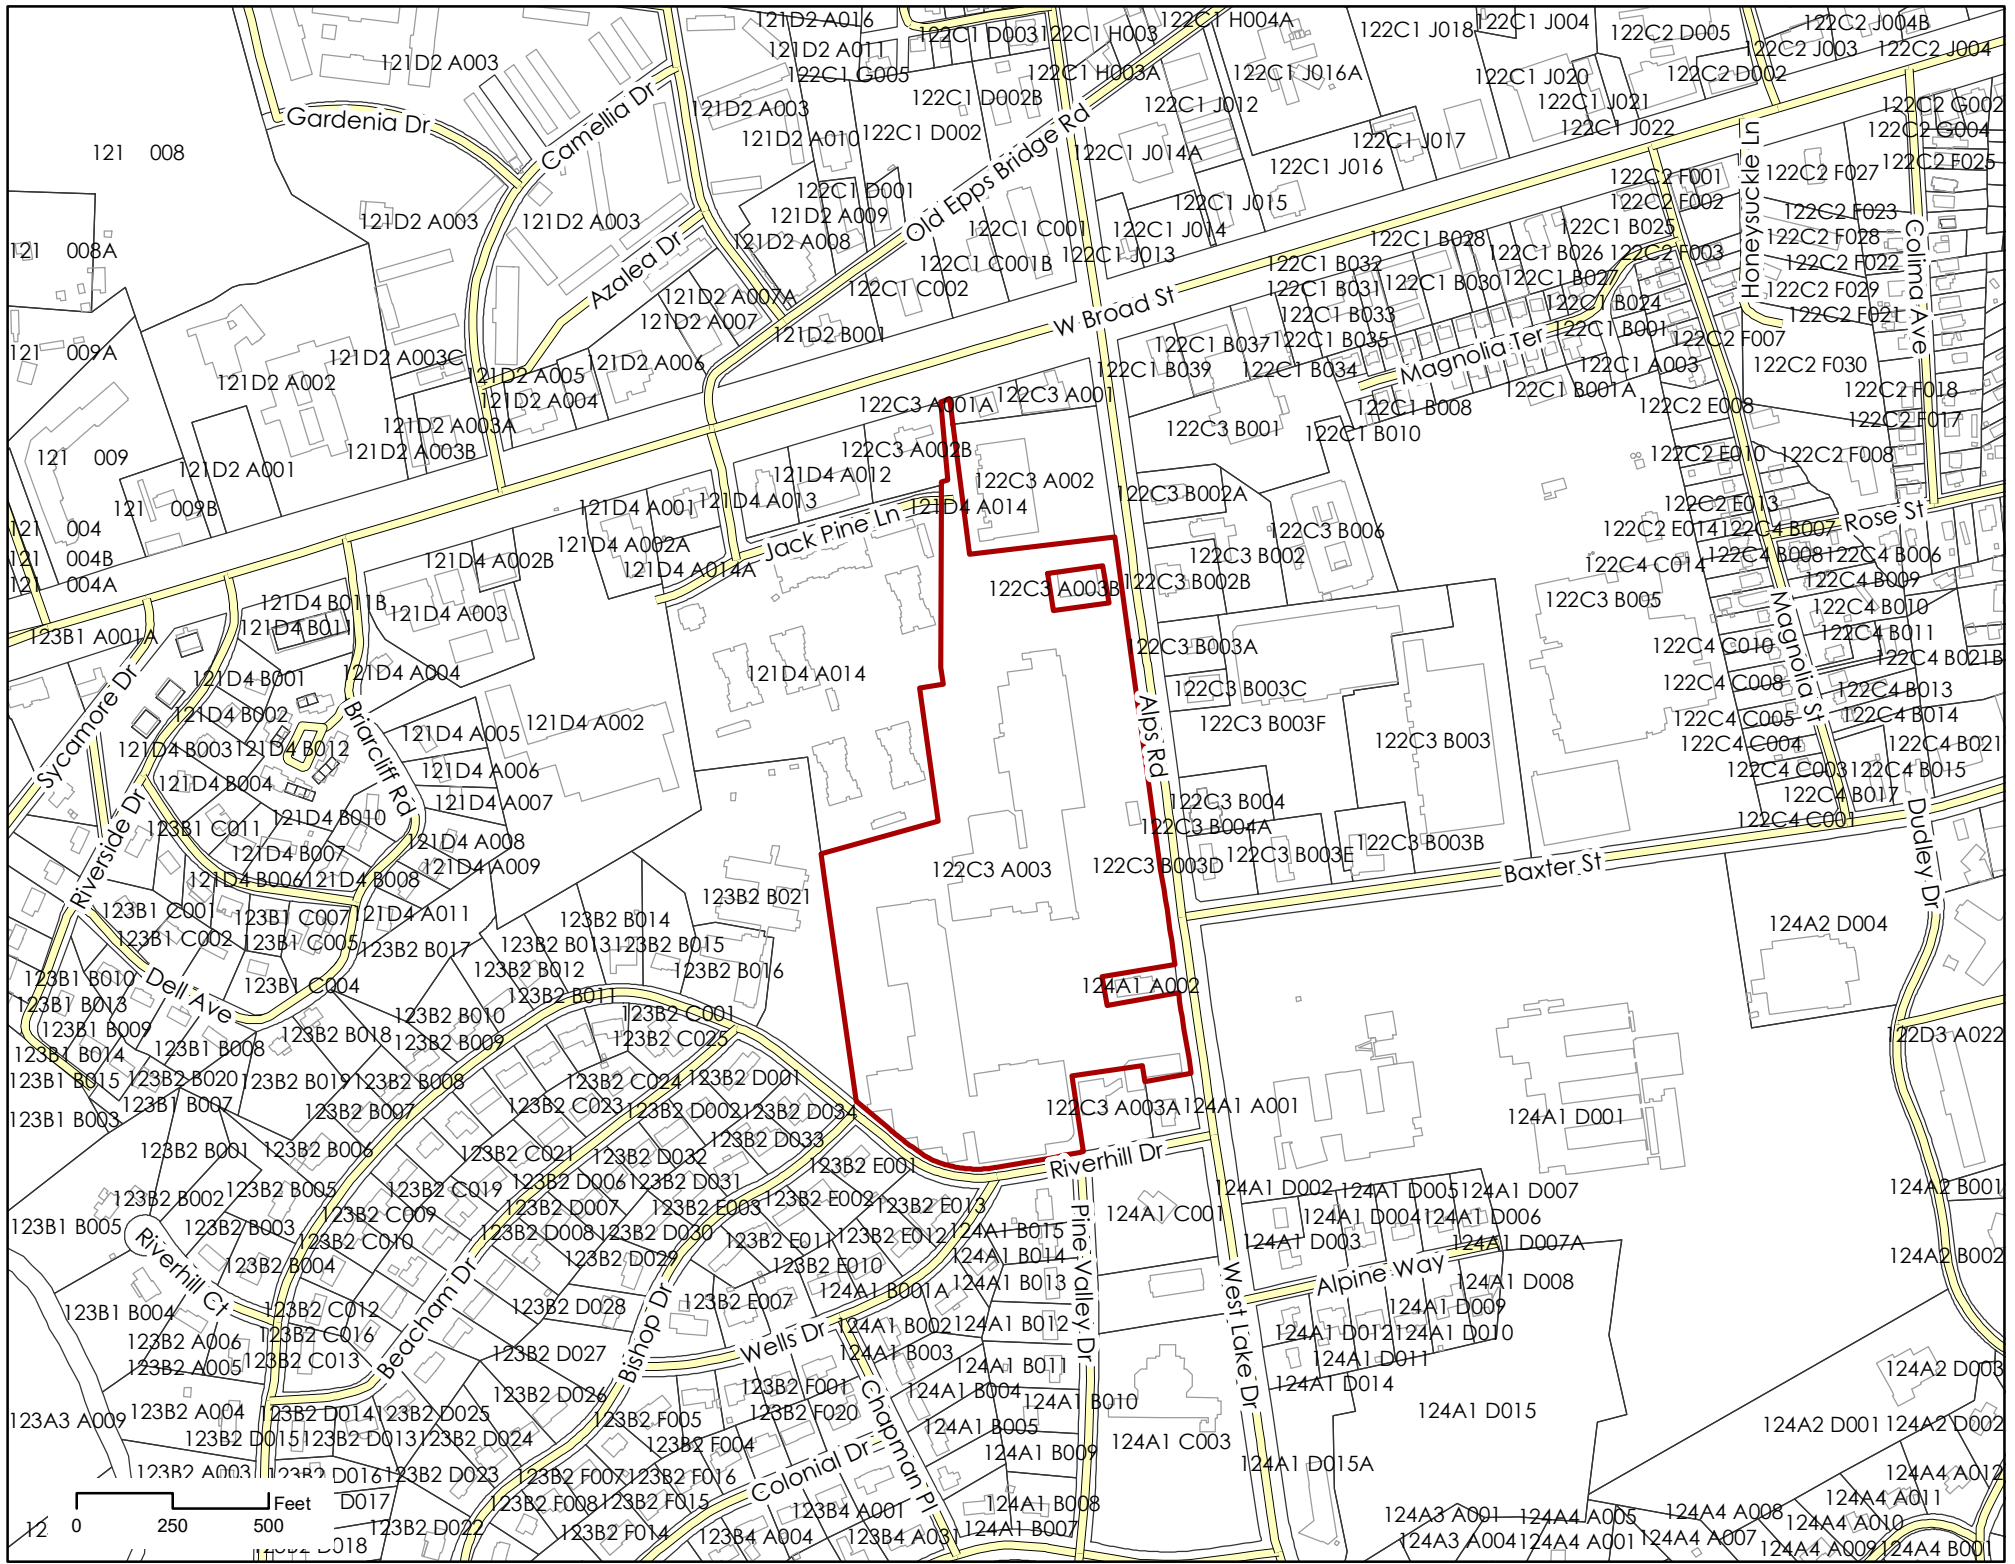 121D2 A016
122C1 D003
122C1 H003
122C1 H004A
122C1 J018
122C1 J004
122C2 D005
122C2 J004B
121D2 A003
121D2 A011
122C1 G005
122C1 H003A
122C1 J016A
122C1 J020
122C2 D002
122C2 J003
122C2 J004
121D2 A003
122C1 D002B
122C1 J012
122C1 J021
122C2 G002
Gardenia Dr
Camellia Dr
121D2 A010
122C1 D002
Old Epps Bridge Rd
122C1 J017
122C1 J022
122C2 G004
121 008
122C1 J014A
122C1 J016
Honeysuckle Ln
122C2 F025
122C2 F027
122C2 F001
122C1 D001
122C1 J015
122C2 E002
121D2 A003
121D2 A003
121D2 A009
122C1 C001
122C1 J014
122C1 B025
122C2 F023
Colima Ave
121 008A
Azalea Dr
121D2 A008
122C1 J013
122C1 B028
122C1 B026
122C2 F003
122C2 F028
122C1 C001B
122C1 B032
122C2 F022
121D2 A007A
122C1 C002
122C1 B031
122C1 B030
122C1 B027
122C2 F029
121D2 A007
122C1 B033
122C1 B024
122C2 F021
W Broad St
121D2 B001
122C1 B035
122C1 B001
122C2 F007
121 009A
121D2 A003C
121D2 A006
122C1 B037
Magnolia Ter
121D2 A002
121D2 A005
122C1 B039
122C1 B034
122C1 A003
122C2 F030
121D2 A004
122C3 A001A
122C3 A001
122C1 B001A
122C2 F018
121D2 A003A
122C1 B008
122C2 E008
122C2 F017
122C3 B001
122C1 B010
121D2 A003B
122C3 A002B
122C2 E010
122C2 F008
121 009
121D2 A001
121D4 A012
122C3 A002
122C3 B002A
121 009B
121D4 A001
121D4 A013
121D4 A014
122C2 E013
Rose St
121 004
Jack Pine Ln
122C3 B006
122C2 E014
122C4 B007
121 004B
121D4 A002B
121D4 A002A
122C3 B002
122C4 C014
122C4 B008
122C4 B006
121 004A
121D4 A014A
122C3 A003B
122C3 B002B
122C4 B009
121D4 B011B
121D4 A003
122C3 B005
122C4 B010
123B1 A001A
121D4 B011
122C3 B003A
122C4 C010
122C4 B011
Magnolia St
122C4 B021B
Sycamore Dr
121D4 B001
121D4 A004
121D4 A014
122C3 B003C
122C4 C008
122C4 B013
121D4 B002
121D4 A005
121D4 A002
Alps Rd
122C3 B003F
122C4 C005
122C4 B014
121D4 B003
121D4 B012
Briarcliff Rd
122C3 B003
122C4 C004
122C4 B021
121D4 B004
121D4 A006
122C4 C003
122C4 B015
Riverside Dr
121D4 A007
122C3 B004
122C4 B017
123B1 C011
121D4 B010
122C3 B004A
122C4 C001
Dudley Dr
121D4 B007
121D4 A008
122C3 B003E
122C3 B003B
121D4 B006
121D4 B008
121D4 A009
122C3 A003
122C3 B003D
Baxter St
123B1 C001
123B1 C007
121D4 A011
123B2 B014
123B2 B021
124A2 D004
123B1 C002
123B1 C005
123B2 B017
123B2 B013
123B2 B015
123B1 B010
Dell Ave
123B1 C004
123B2 B012
123B2 B016
124A1 A002
123B1 B013
123B2 B011
123B1 B009
123B2 B018
123B2 B010
123B2 C001
122D3 A022
123B1 B014
123B1 B008
123B2 B009
123B2 C025
123B1 B015
123B2 B020
123B2 B019
123B2 B008
123B2 C024
123B2 D001
123B1 B003
123B1 B007
123B2 B007
123B2 C023
123B2 D002
123B2 D034
122C3 A003A
124A1 A001
124A1 D001
123B2 B001
123B2 B006
123B2 C021
123B2 D032
123B2 D033
123B2 E001
Riverhill Dr
123B2 B002
123B2 B005
123B2 C019
123B2 D006
123B2 D031
124A1 D002
124A1 D005
124A1 D007
124A2 B001
123B1 B005
123B2 B003
123B2 C009
123B2 D007
123B2 E003
123B2 E002
123B2 E013
124A1 C001
124A1 D004
124A1 D006
Riverhill Ct
123B2 C010
123B2 D008
123B2 D030
123B2 E011
123B2 E012
124A1 B015
124A1 D003
124A1 D007A
123B2 B004
123B2 D029
123B2 E010
124A1 B014
Pine Valley Dr
124A2 B002
123B1 B004
123B2 C012
Beacham Dr
123B2 D028
Bishop Dr
123B2 E007
124A1 B001A
124A1 B013
West Lake Dr
Alpine Way
124A1 D008
123B2 A006
123B2 C016
124A1 B002
124A1 B012
124A1 D009
123B2 A005
123B2 C013
123B2 D027
Wells Dr
124A1 B003
124A1 B011
124A1 D012
124A1 D010
124A1 D011
124A2 D003
123B2 D026
123B2 F001
Chapman Pl
124A1 B004
124A1 B010
124A1 D014
123A3 A009
123B2 A004
123B2 D014
123B2 D025
123B2 F005
123B2 F020
124A1 B005
124A1 D015
124A2 D001
124A2 D002
123B2 D015
123B2 D013
123B2 D024
123B2 F004
Colonial Dr
124A1 B009
124A1 C003
123B2 A003
123B2 D016
123B2 D023
123B2 F007
123B2 F016
124A1 D015A
124A4 A012
Feet
D017
123B2 F008
123B2 F015
123B4 A001
124A1 B008
124A3 A001
124A4 A005
124A4 A008
124A4 A011
0 250 500
123B2 D022
123B2 F014
123B4 A004
123B4 A031
124A1 B007
124A3 A004
124A4 A001
124A4 A007
124A4 A010
124A4 A009
124A4 B001